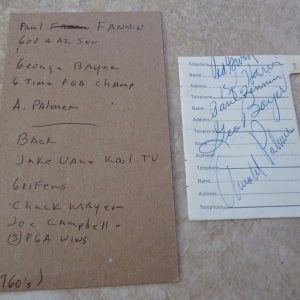 Paul Fannin
Gov & AZ Sen
George Bayer
6 Time PGA Champ
A. Palmer
Back
Jake Wana Kool TV
Golfers
Chuck Mayem
Joe Campbell
(3) PGA Wins
1960's)
Telephone
Name
Address
Telephone
Name
Paul Fannin
Address
Telephone
Geo Bayer
Name
Address
Telephone
Name
Arnold Palmer
Address
Telephone